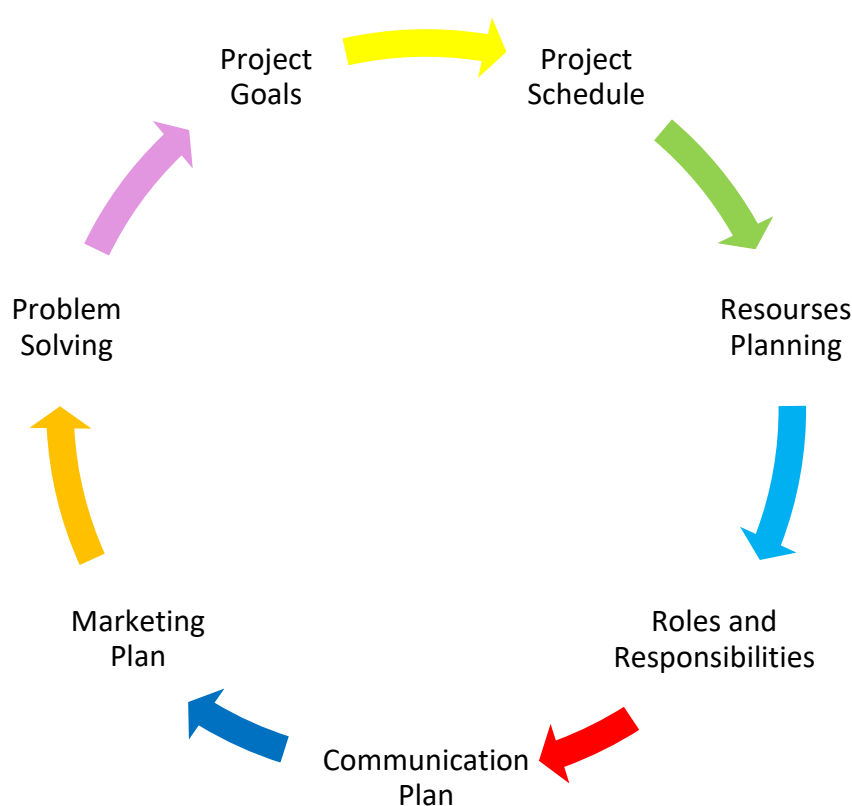 Project
Goals
Project
Schedule
Resourses
Planning
Roles and
Responsibilities
Communication
Plan
Marketing
Plan
Problem
Solving